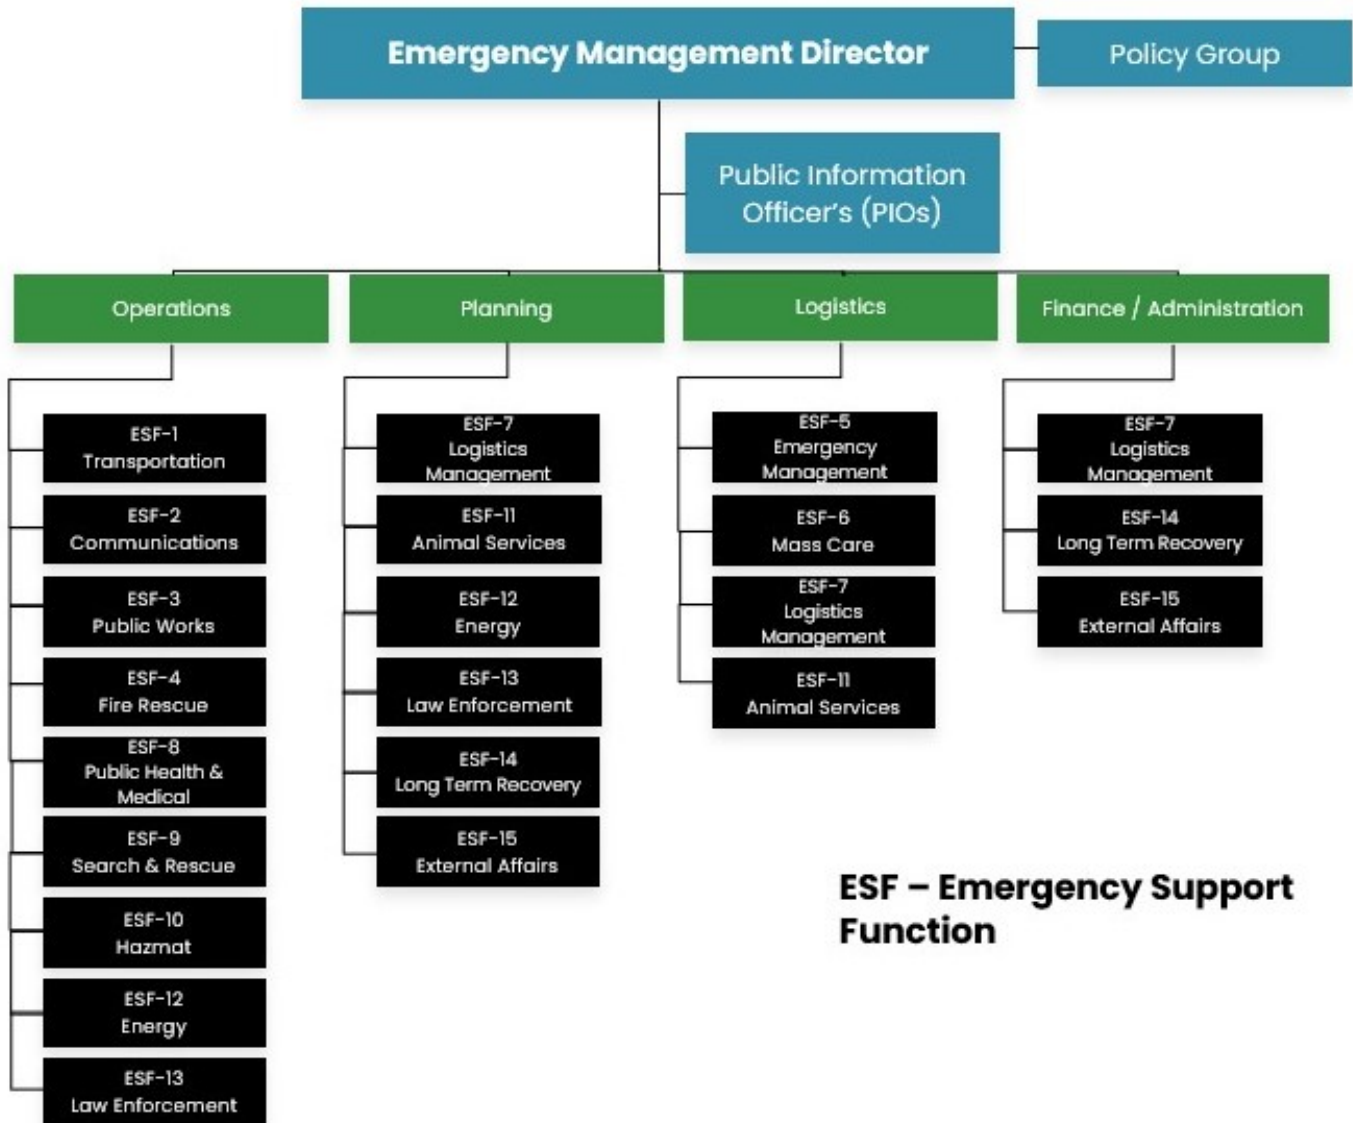 Emergency Management Director
Policy Group
Public Information
Officer's (PIOs)
Operations
Planning
Logistics
Finance / Administration
ESF-1
Transportation
ESF-2
Communications
ESF-3
Public Works
ESF-4
Fire Rescue
ESF-8
Public Health &
Medical
ESF-9
Search & Rescue
ESF-10
Hazmat
ESF-12
Energy
ESF-13
Law Enforcement
ESF-7
Logistics
Management
ESF-11
Animal Services
ESF-12
Energy
ESF-13
Law Enforcement
ESF-14
Long Term Recovery
ESF-15
External Affairs
ESF-5
Emergency
Management
ESF-6
Mass Care
ESF-7
Logistics
Management
ESF-11
Animal Services
ESF-7
Logistics
Management
ESF-14
Long Term Recovery
ESF-15
External Affairs
ESF – Emergency Support
Function